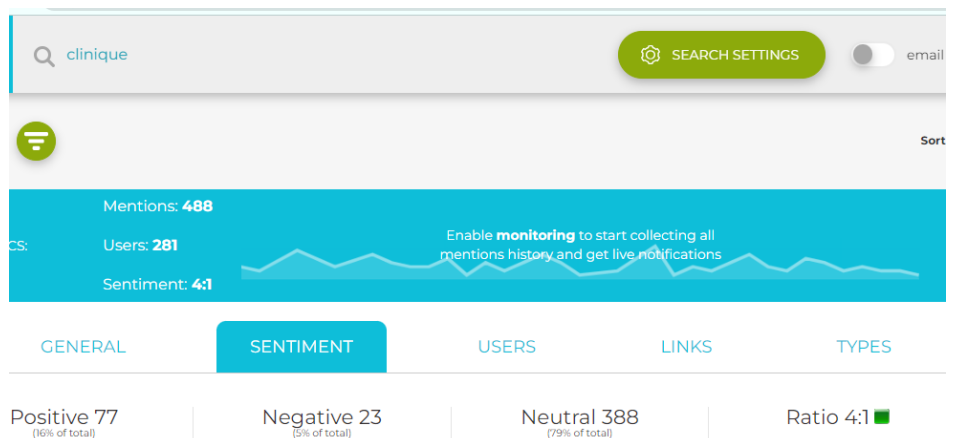 clinique
SEARCH SETTINGS
email
Sort
Mentions: 488
cs:
Users: 281
Sentiment: 4:1
Enable monitoring to start collecting all
mentions history and get live notifications
GENERAL
SENTIMENT
USERS
LINKS
TYPES
Positive 77
(16% of total)
Negative 23
(5% of total)
Neutral 388
(79% of total)
Ratio 4:1